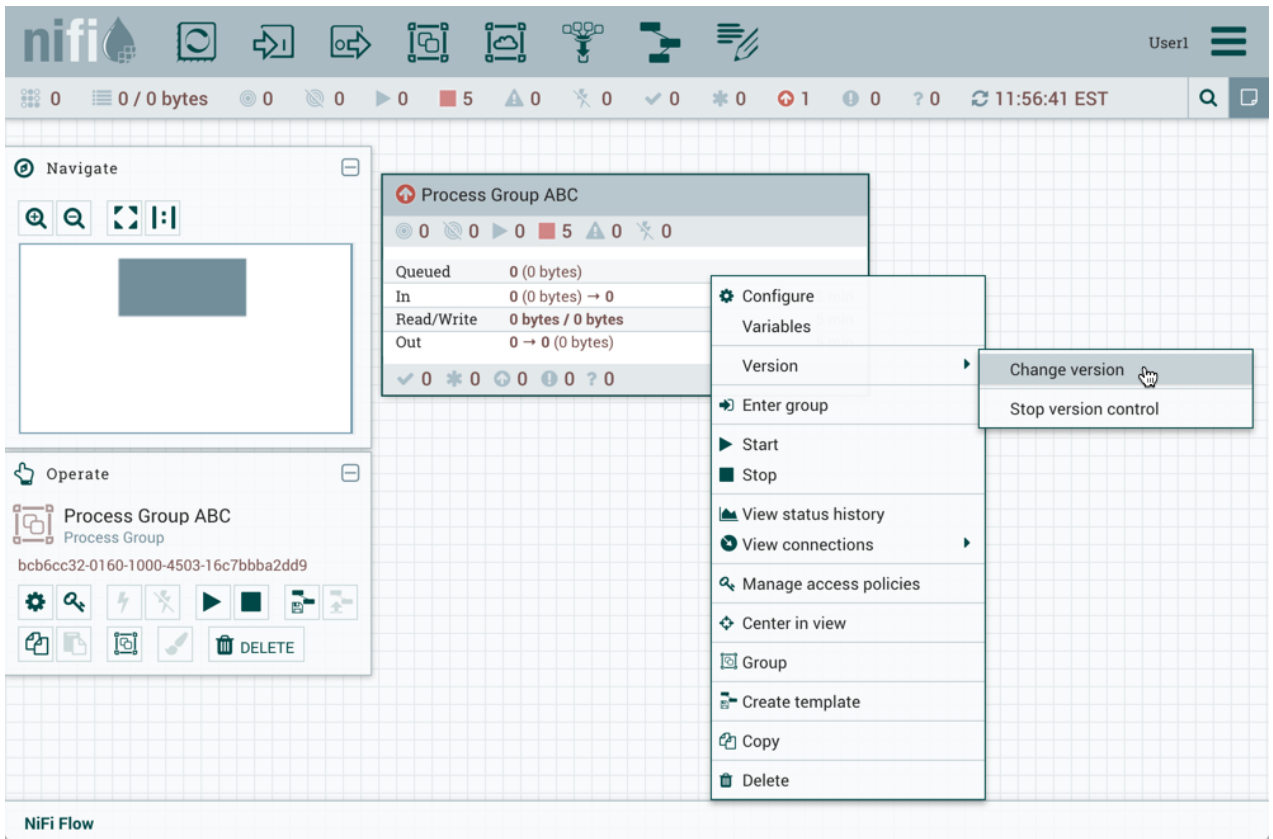 nifi
User1
0 0 / 0 bytes 0 0 0 5 0 0 0 0 1 0 ? 0 11:56:41 EST
Navigate
Process Group ABC
0 0 0 5 0 0
Queued 0 (0 bytes)
In 0 (0 bytes) → 0
Read/Write 0 bytes / 0 bytes
Out 0 → 0 (0 bytes)
0 0 0 0 ? 0
Configure
Variables
Version
Change version
Stop version control
Enter group
Start
Stop
View status history
View connections
Manage access policies
Center in view
Group
Create template
Copy
Delete
Operate
Process Group ABC
Process Group
bcb6cc32-0160-1000-4503-16c7bbba2dd9
DELETE
NiFi Flow